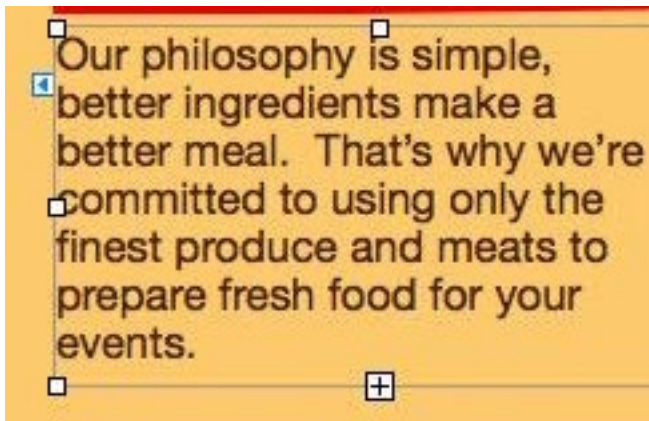 Our philosophy is simple,
better ingredients make a
better meal.  That's why we're
committed to using only the
finest produce and meats to
prepare fresh food for your
events.